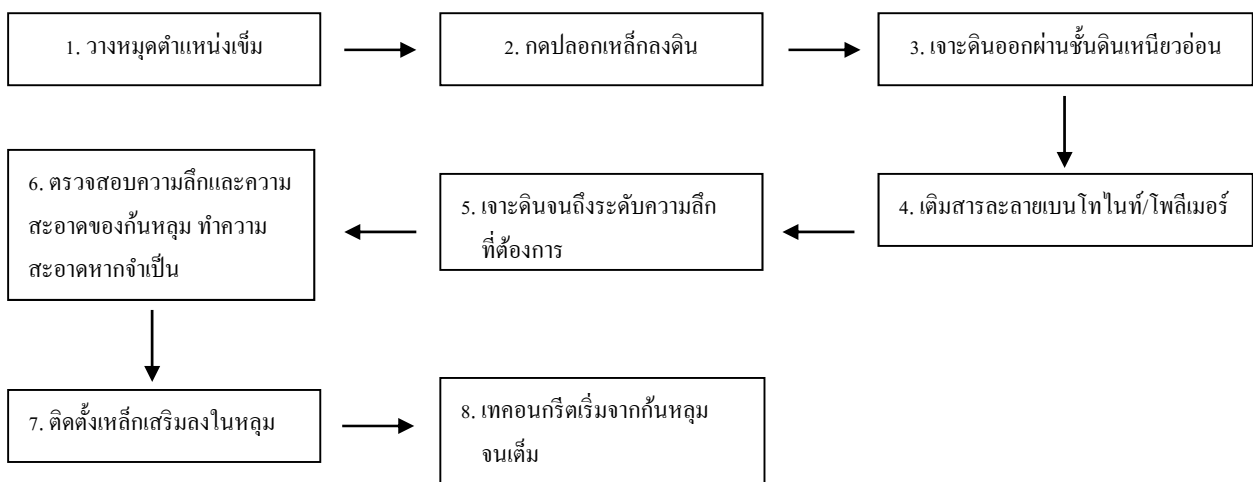 1. วางหมุดตำแหน่งเข็ม
2. กดปลอกเหล็กลงดิน
3. เจาะดินออกผ่านชั้นดินเหนียวอ่อน
4. เติมสารละลายเบนโทไนท์/โพลีเมอร์
5. เจาะดินจนถึงระดับความลึก
ที่ต้องการ
6. ตรวจสอบความลึกและความ
สะอาดของก้นหลุม ทำความ
สะอาดหากจำเป็น
7. ติดตั้งเหล็กเสริมลงในหลุม
8. เทคอนกรีตเริ่มจากก้นหลุม
จนเต็ม